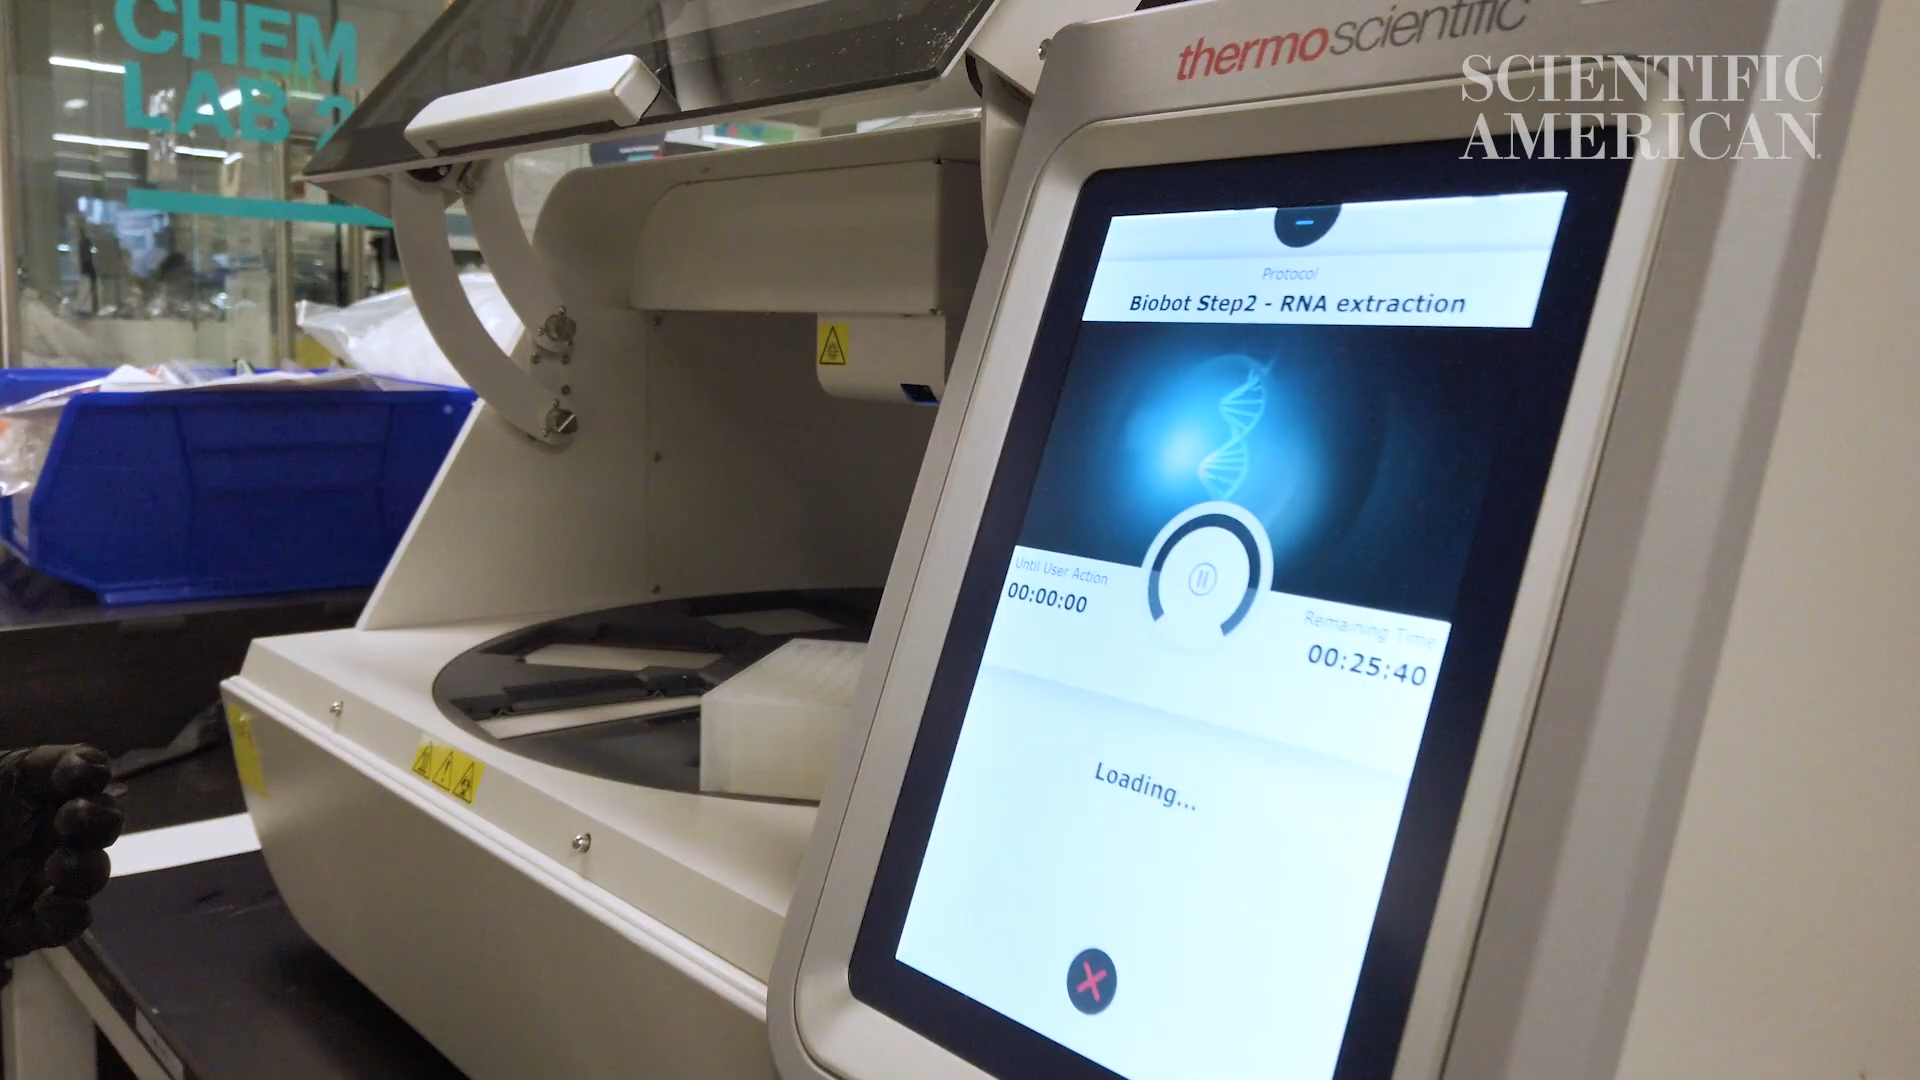 CHEM
LAB 2
thermoscientific
SCIENTIFIC
AMERICAN
Protocol
Biobot Step2 - RNA extraction
Until User Action
00:00:00
Remaining Time
00:25:40
Loading...